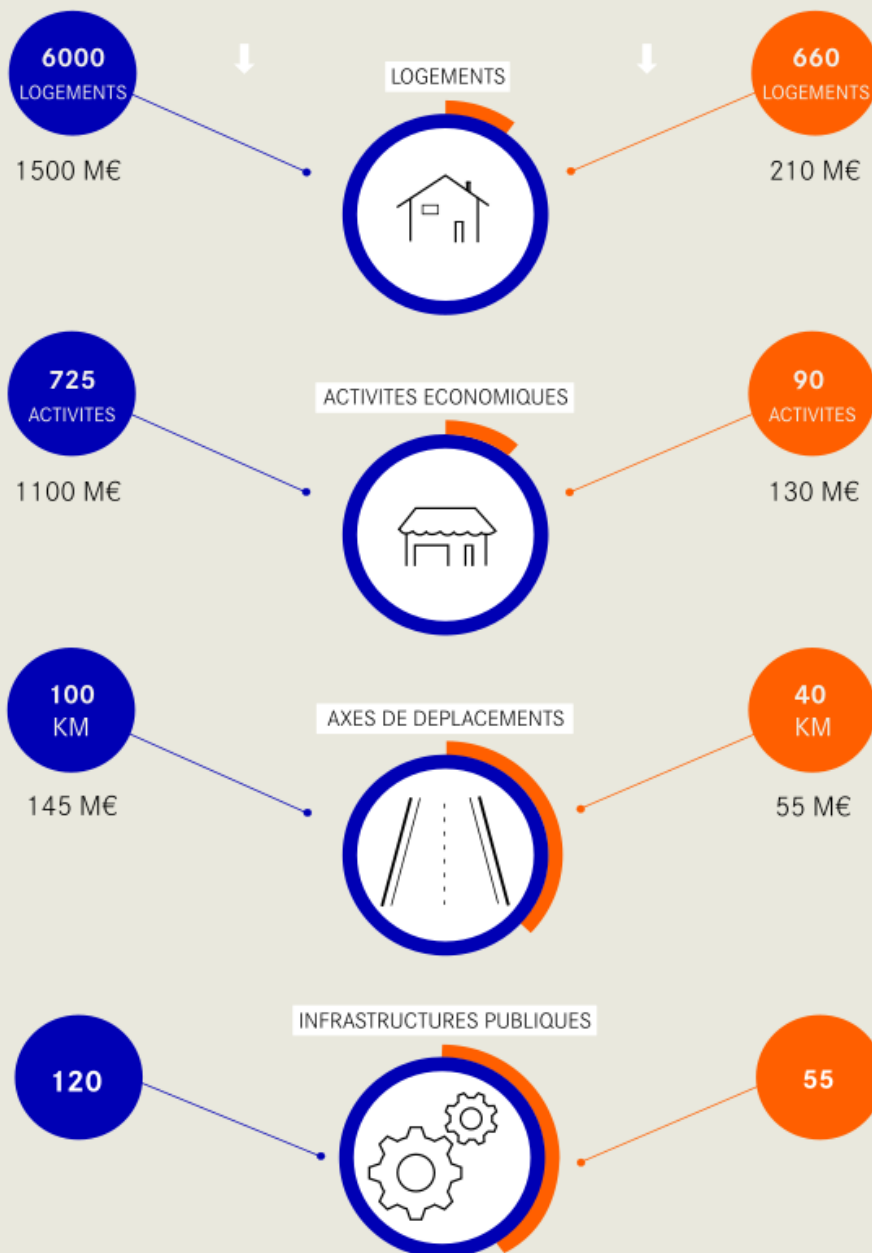 6000
LOGEMENTS
1500 M€
LOGEMENTS
660
LOGEMENTS
210 M€
725
ACTIVITES
1100 M€
ACTIVITES ECONOMIQUES
90
ACTIVITES
130 M€
100
KM
145 M€
AXES DE DEPLACEMENTS
40
KM
55 M€
INFRASTRUCTURES PUBLIQUES
120
55